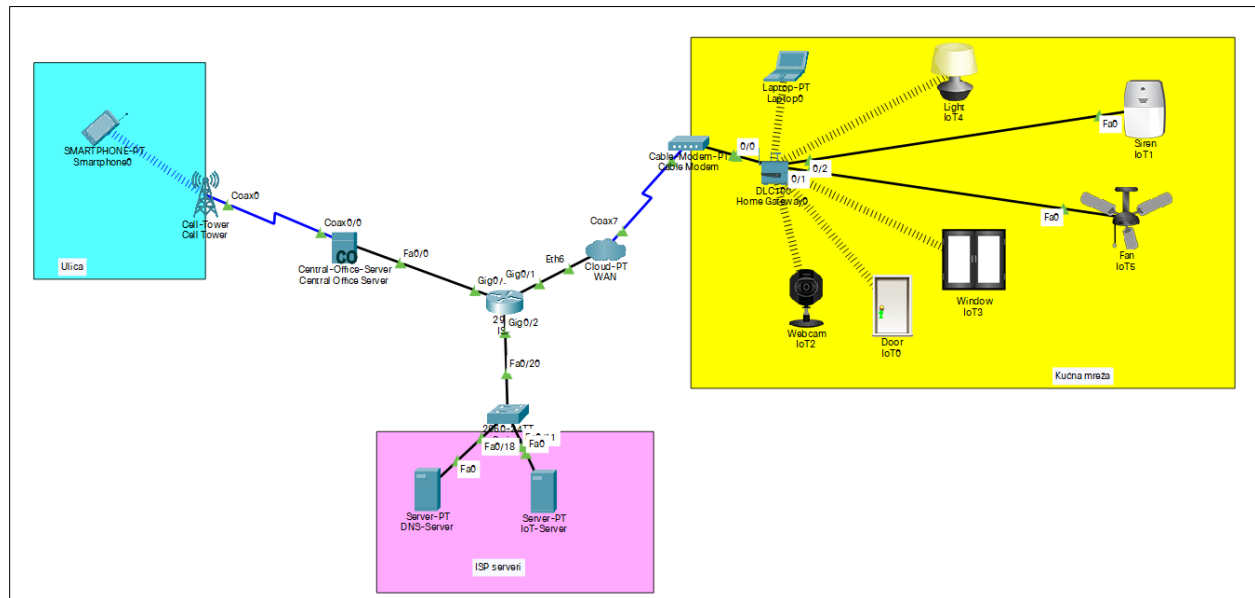 SMARTPHONE-PT
Smartphone0
Coax0
Cell-Tower
Cell Tower
Ulica
Coax0/0
Central-Office-Server
Central Office Server
Fa0/0
Gig0/1
Eth6
Coax7
Cloud-PT
WAN
Gig0/2
Fa0/20
Fa0/18
Fa0
Fa0
Server-PT
DNS-Server
Server-PT
IoT-Server
ISP serveri
Cable-Modem-PT
Cable Modem
0/0
Laptop-PT
Laptop0
Light
IoT4
Fa0
Siren
IoT1
0/2
0/1
DLC100
Home Gateway0
Fa0
Fan
IoT5
Window
IoT3
Webcam
IoT2
Door
IoT0
Kućna mreža